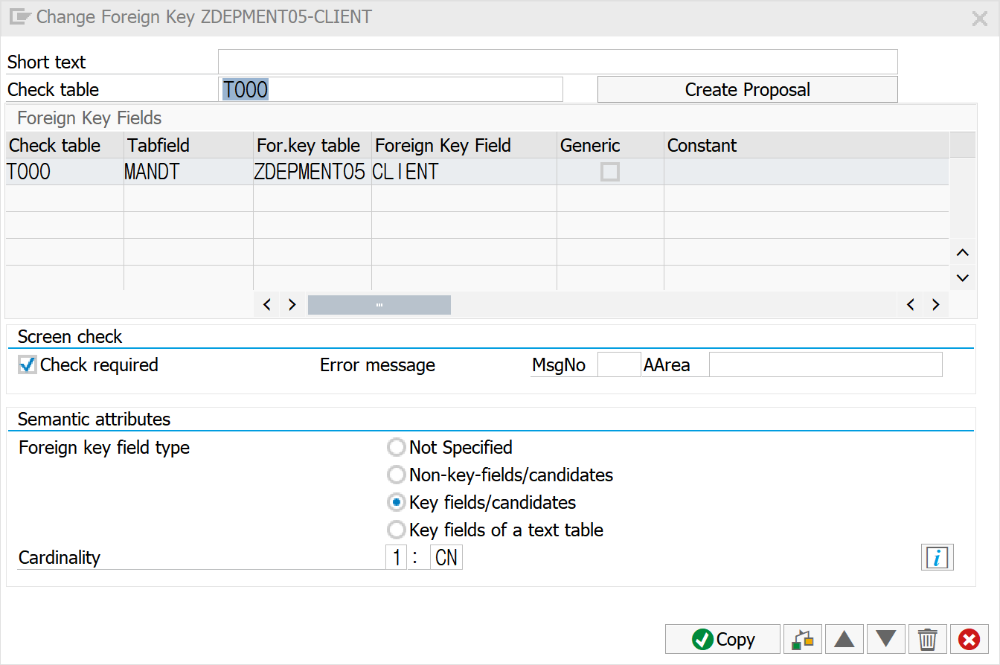 Change Foreign Key ZDEPMENT05-CLIENT
Short text
Check table T000 Create Proposal
Foreign Key Fields
Check table Tabfield For.key table Foreign Key Field Generic Constant
T000 MANDT ZDEPMENT05 CLIENT
Screen check
Check required Error message MsgNo AArea
Semantic attributes
Foreign key field type Not Specified
Non-key-fields/candidates
Key fields/candidates
Key fields of a text table
Cardinality 1 : CN i
Copy